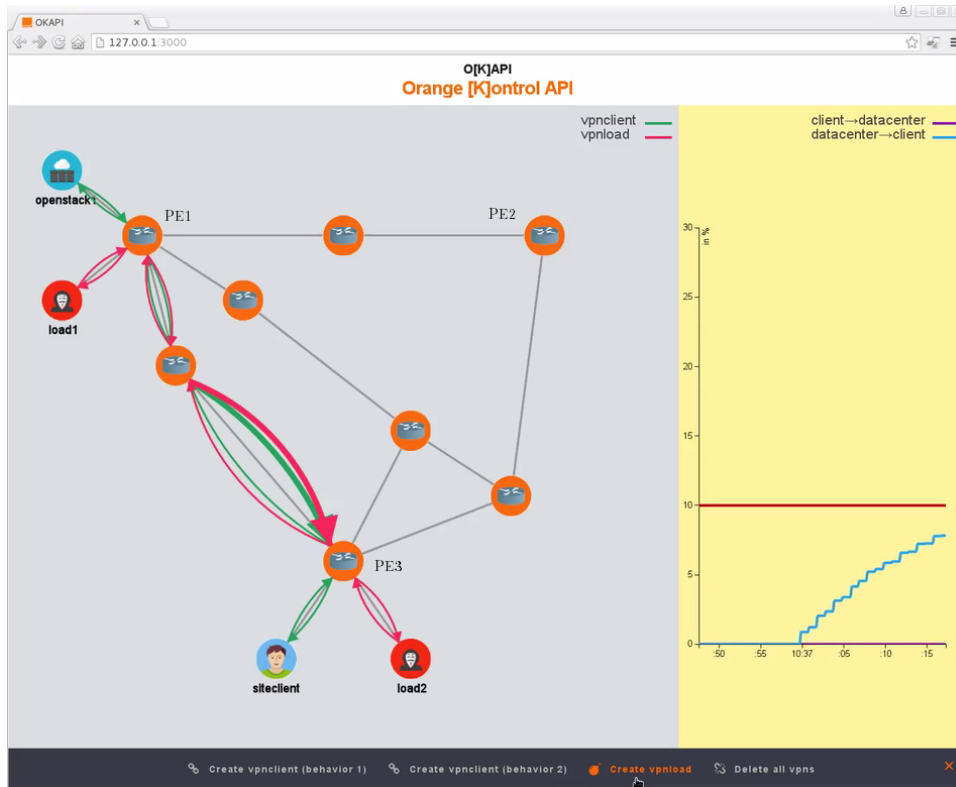 OKAPI
127.0.0.1:3000
O[K]API
Orange [K]ontrol API
vpnclient
vpnload
client→datacenter
datacenter→client
openstack1
PE1
PE2
load1
PE3
siteclient
load2
in %
30
25
20
15
10
5
0
:50
:55
10:37
:05
:10
:15
Create vpnclient (behavior 1)
Create vpnclient (behavior 2)
Create vpnload
Delete all vpns